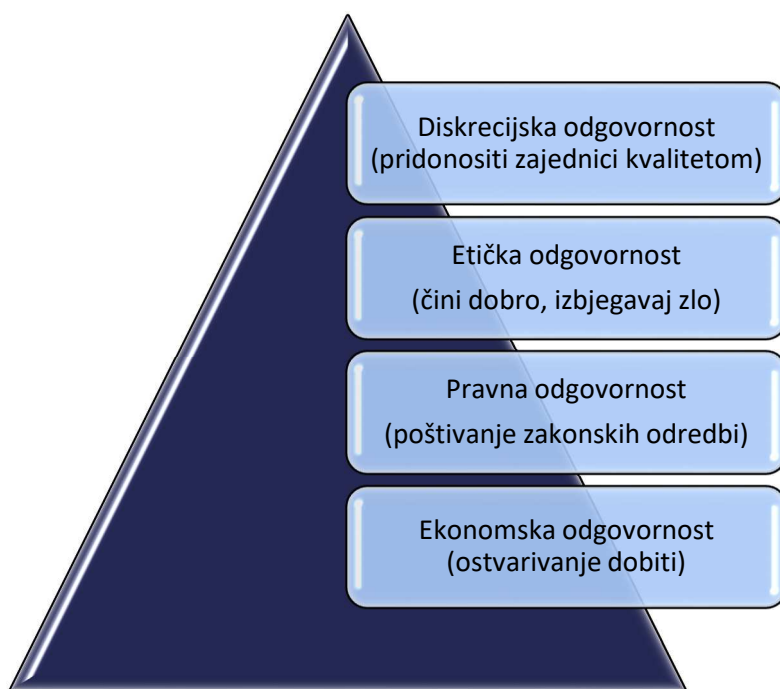 Diskrecijska odgovornost
(pridonositi zajednici kvalitetom)
Etička odgovornost
(čini dobro, izbjegavaj zlo)
Pravna odgovornost
(poštivanje zakonskih odredbi)
Ekonomska odgovornost
(ostvarivanje dobiti)